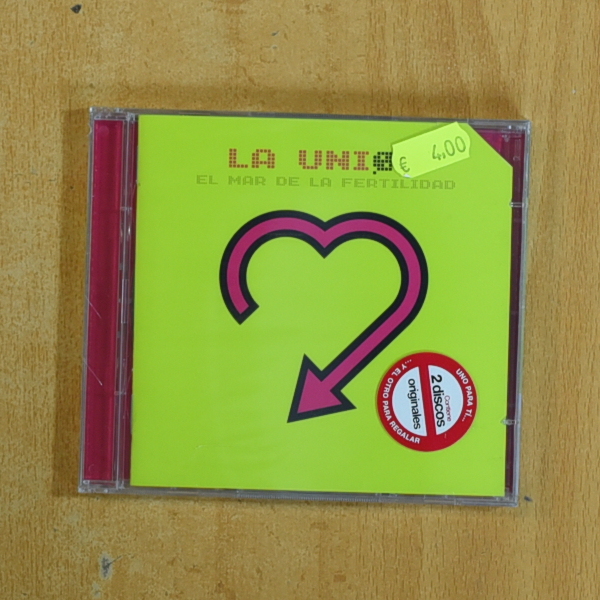 LA UNIÓ
€ 4,00
EL MAR DE LA FERTILIDAD
UNO PARA TI...
Contiene
2 discos
originales
...Y EL OTRO PARA REGALAR